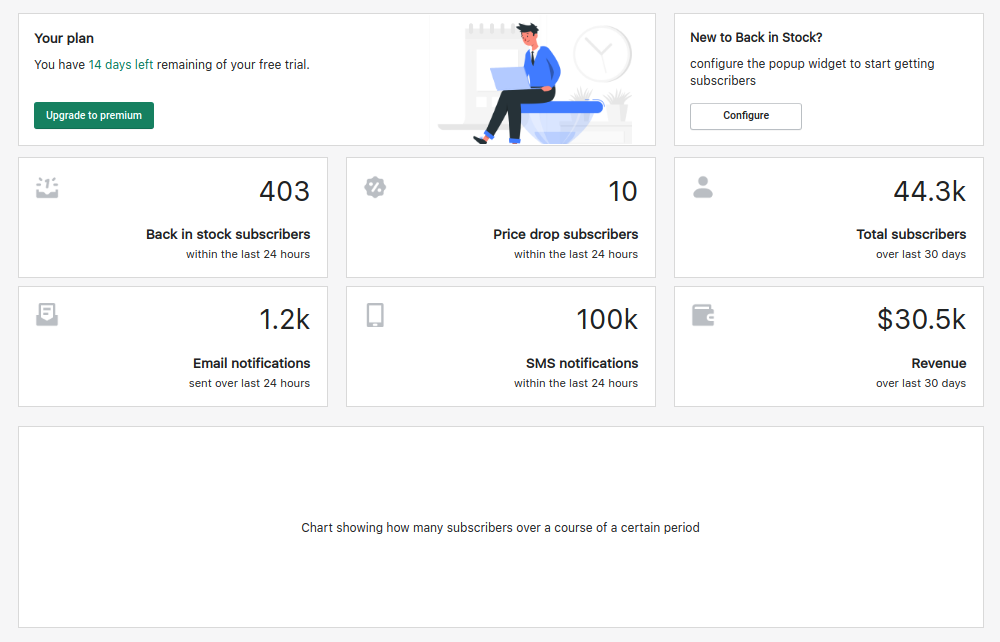 Your plan
You have 14 days left remaining of your free trial.
Upgrade to premium
New to Back in Stock?
configure the popup widget to start getting
subscribers
Configure
403
Back in stock subscribers
within the last 24 hours
10
Price drop subscribers
within the last 24 hours
44.3k
Total subscribers
over last 30 days
1.2k
Email notifications
sent over last 24 hours
100k
SMS notifications
within the last 24 hours
$30.5k
Revenue
over last 30 days
Chart showing how many subscribers over a course of a certain period